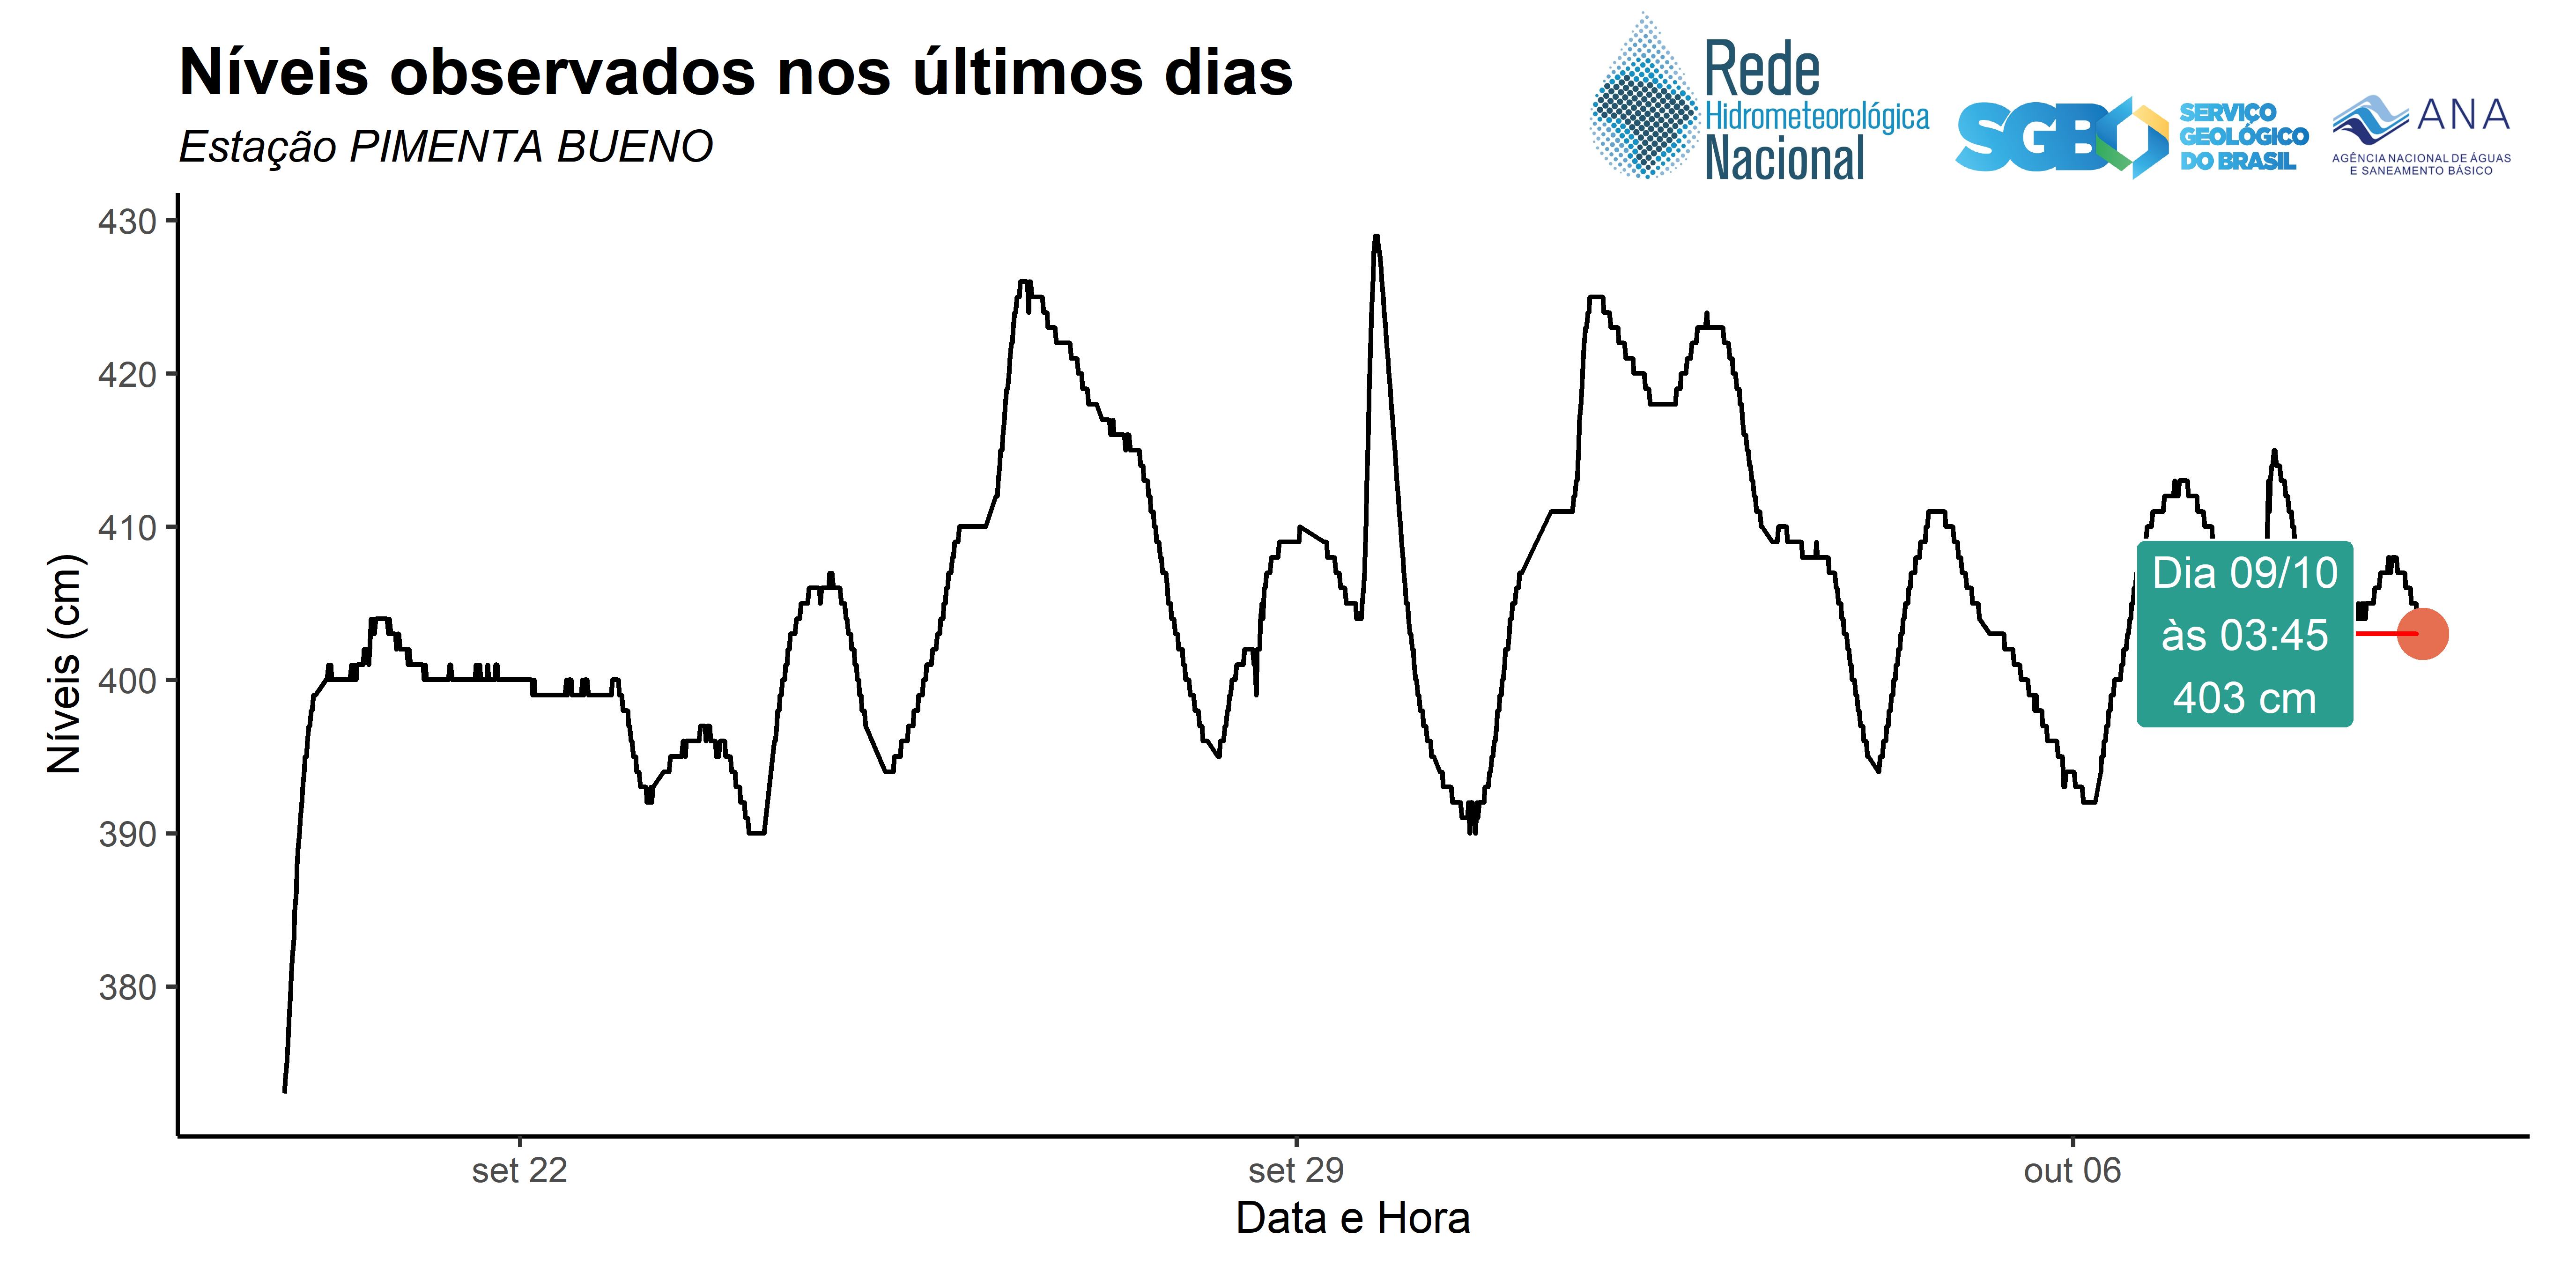 Níveis observados nos últimos dias
Estação PIMENTA BUENO
Rede
Hidrometeorológica
Nacional
SGB
SERVIÇO
GEOLÓGICO
DO BRASIL
ANA
AGÊNCIA NACIONAL DE ÁGUAS
E SANEAMENTO BÁSICO
Níveis (cm)
430
420
410
400
390
380
Dia 09/10
às 03:45
403 cm
set 22
set 29
out 06
Data e Hora